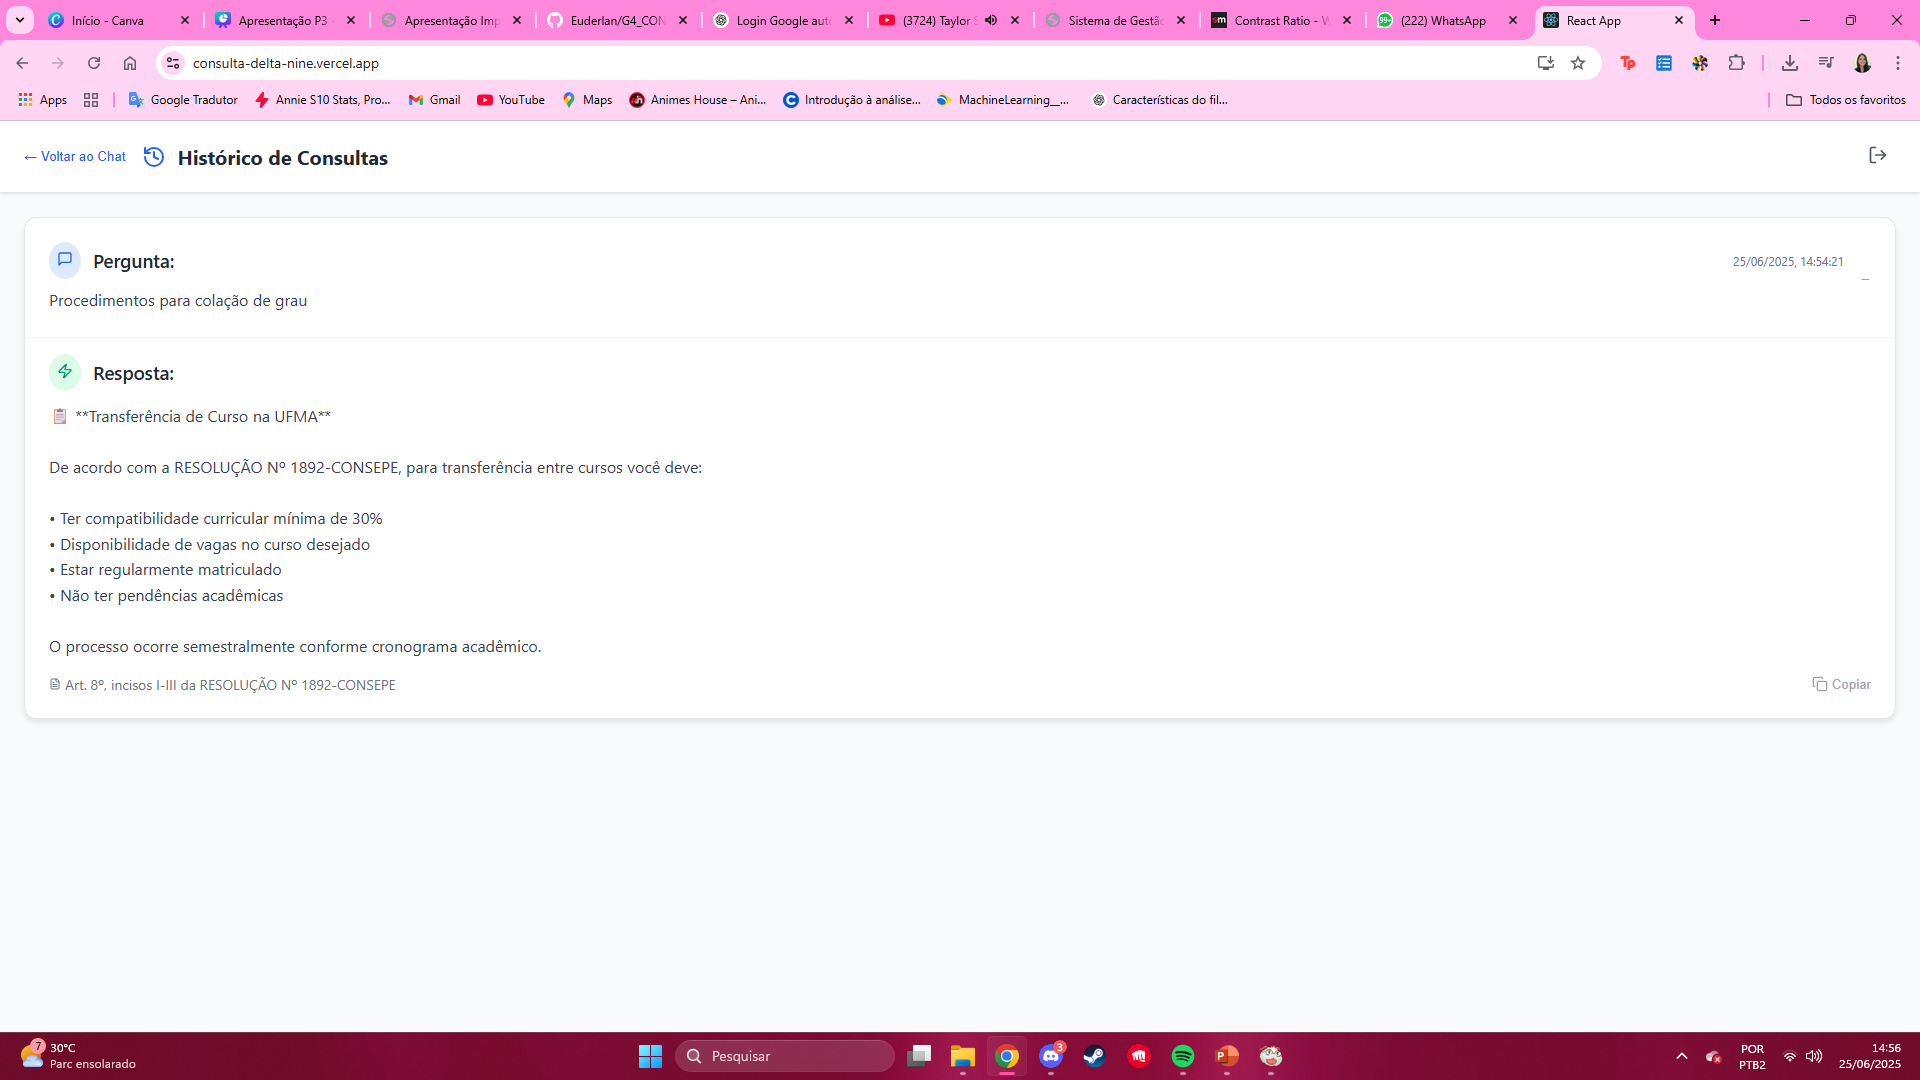 Início - Canva
Apresentação P3
Apresentação Imp
Euderlan/G4_CON
Login Google auto
(3724) Taylor S
Sistema de Gestão
Contrast Ratio - W
(222) WhatsApp
React App
consulta-delta-nine.vercel.app
Apps
Google Tradutor
Annie S10 Stats, Pro...
Gmail
YouTube
Maps
Animes House – Ani...
Introdução à análise...
MachineLearning__...
Características do fil...
Todos os favoritos
← Voltar ao Chat
Histórico de Consultas
Pergunta:
25/06/2025, 14:54:21
Procedimentos para colação de grau
Resposta:
📋 **Transferência de Curso na UFMA**
De acordo com a RESOLUÇÃO Nº 1892-CONSEPE, para transferência entre cursos você deve:
• Ter compatibilidade curricular mínima de 30%
• Disponibilidade de vagas no curso desejado
• Estar regularmente matriculado
• Não ter pendências acadêmicas
O processo ocorre semestralmente conforme cronograma acadêmico.
Art. 8º, incisos I-III da RESOLUÇÃO Nº 1892-CONSEPE
Copiar
7
30°C
Parc ensolarado
Pesquisar
3
POR
PTB2
14:56
25/06/2025